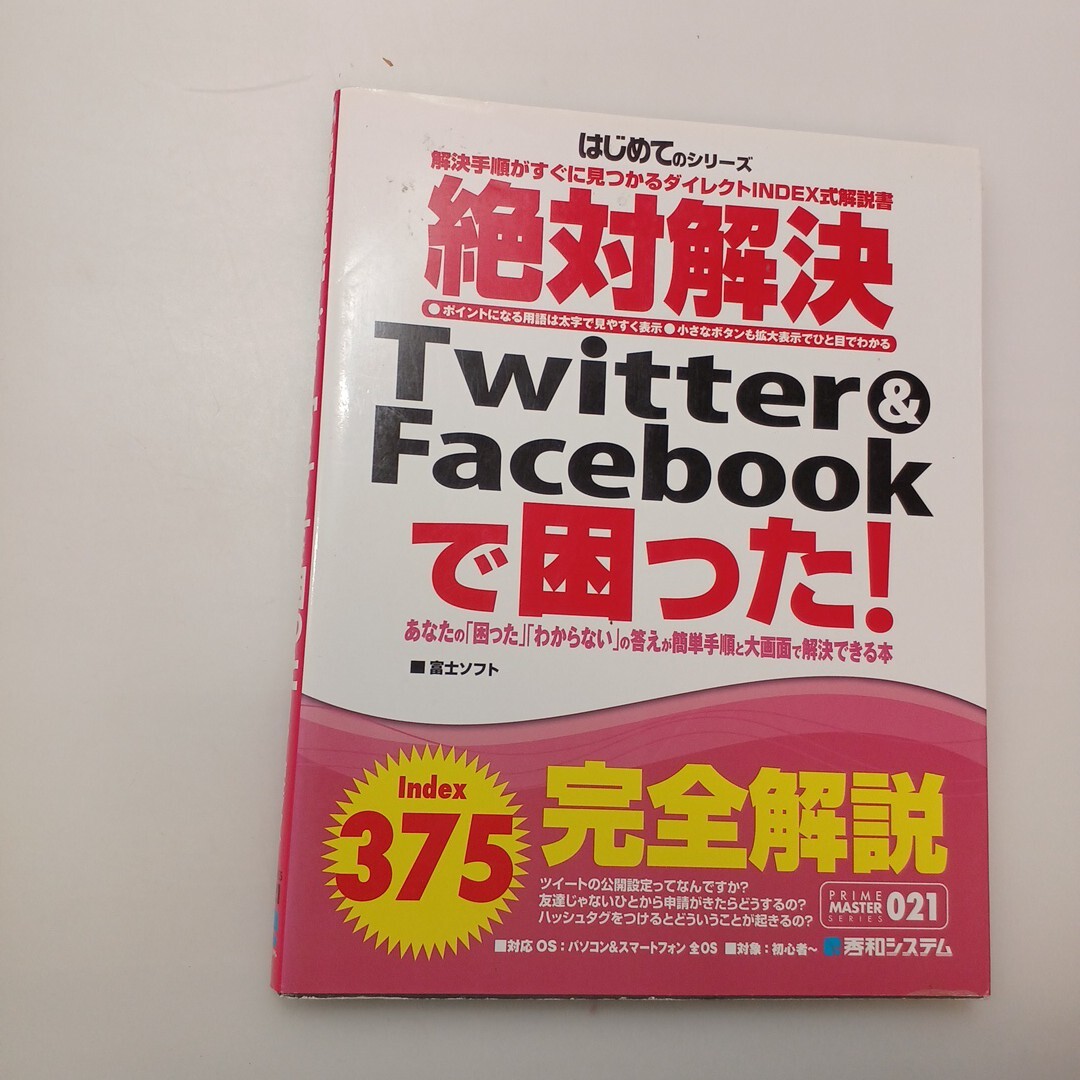 はじめてのシリーズ
解決手順がすぐに見つかるダイレクトINDEX式解説書
絶対解決
●ポイントになる用語は太字で見やすく表示●小さなボタンも拡大表示でひと目でわかる
Twitter&
Facebook
で困った!
あなたの「困った」「わからない」の答えが簡単手順と大画面で解決できる本
■富士ソフト
Index
375
完全解説
ツイートの公開設定ってなんですか?
友達じゃないひとから申請がきたらどうするの?
ハッシュタグをつけるとどういうことが起きるの?
PRIME
MASTER
SERIES
021
■対応OS:パソコン&スマートフォン 全OS ■対象:初心者〜
秀和システム